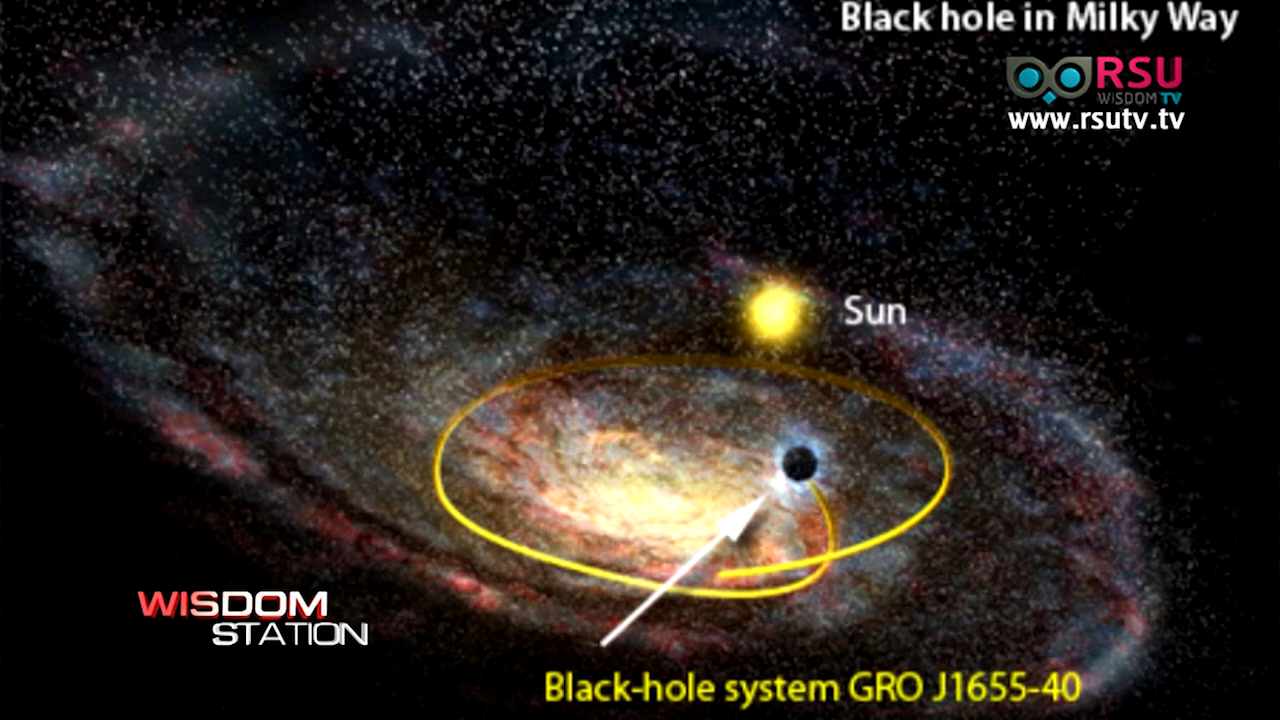 Black hole in Milky Way
RSU
WISDOM TV
www.rsutv.tv
Sun
WISDOM
STATION
Black-hole system GRO J1655-40